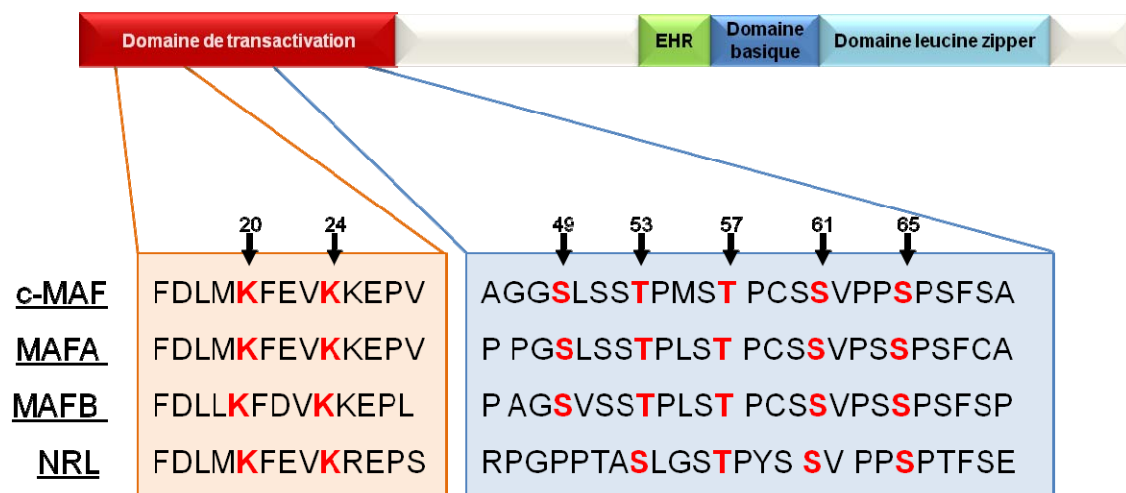 Domaine de transactivation EHR Domaine basique Domaine leucine zipper
20 24 49 53 57 61 65
c-MAF FDLMKFEVKKEPV AGGSLSSTPMST PCSSVPPSPSFSA
MAFA FDLMKFEVKKEPV P PGSLSSTPLST PCSSVPSSPSFCA
MAFB FDLLKFDVKKEPL P AGSVSSTPLST PCSSVPSSPSFSP
NRL FDLMKFEVKREPS RPGPPTASLGSTPYS SV PPSPTFSE